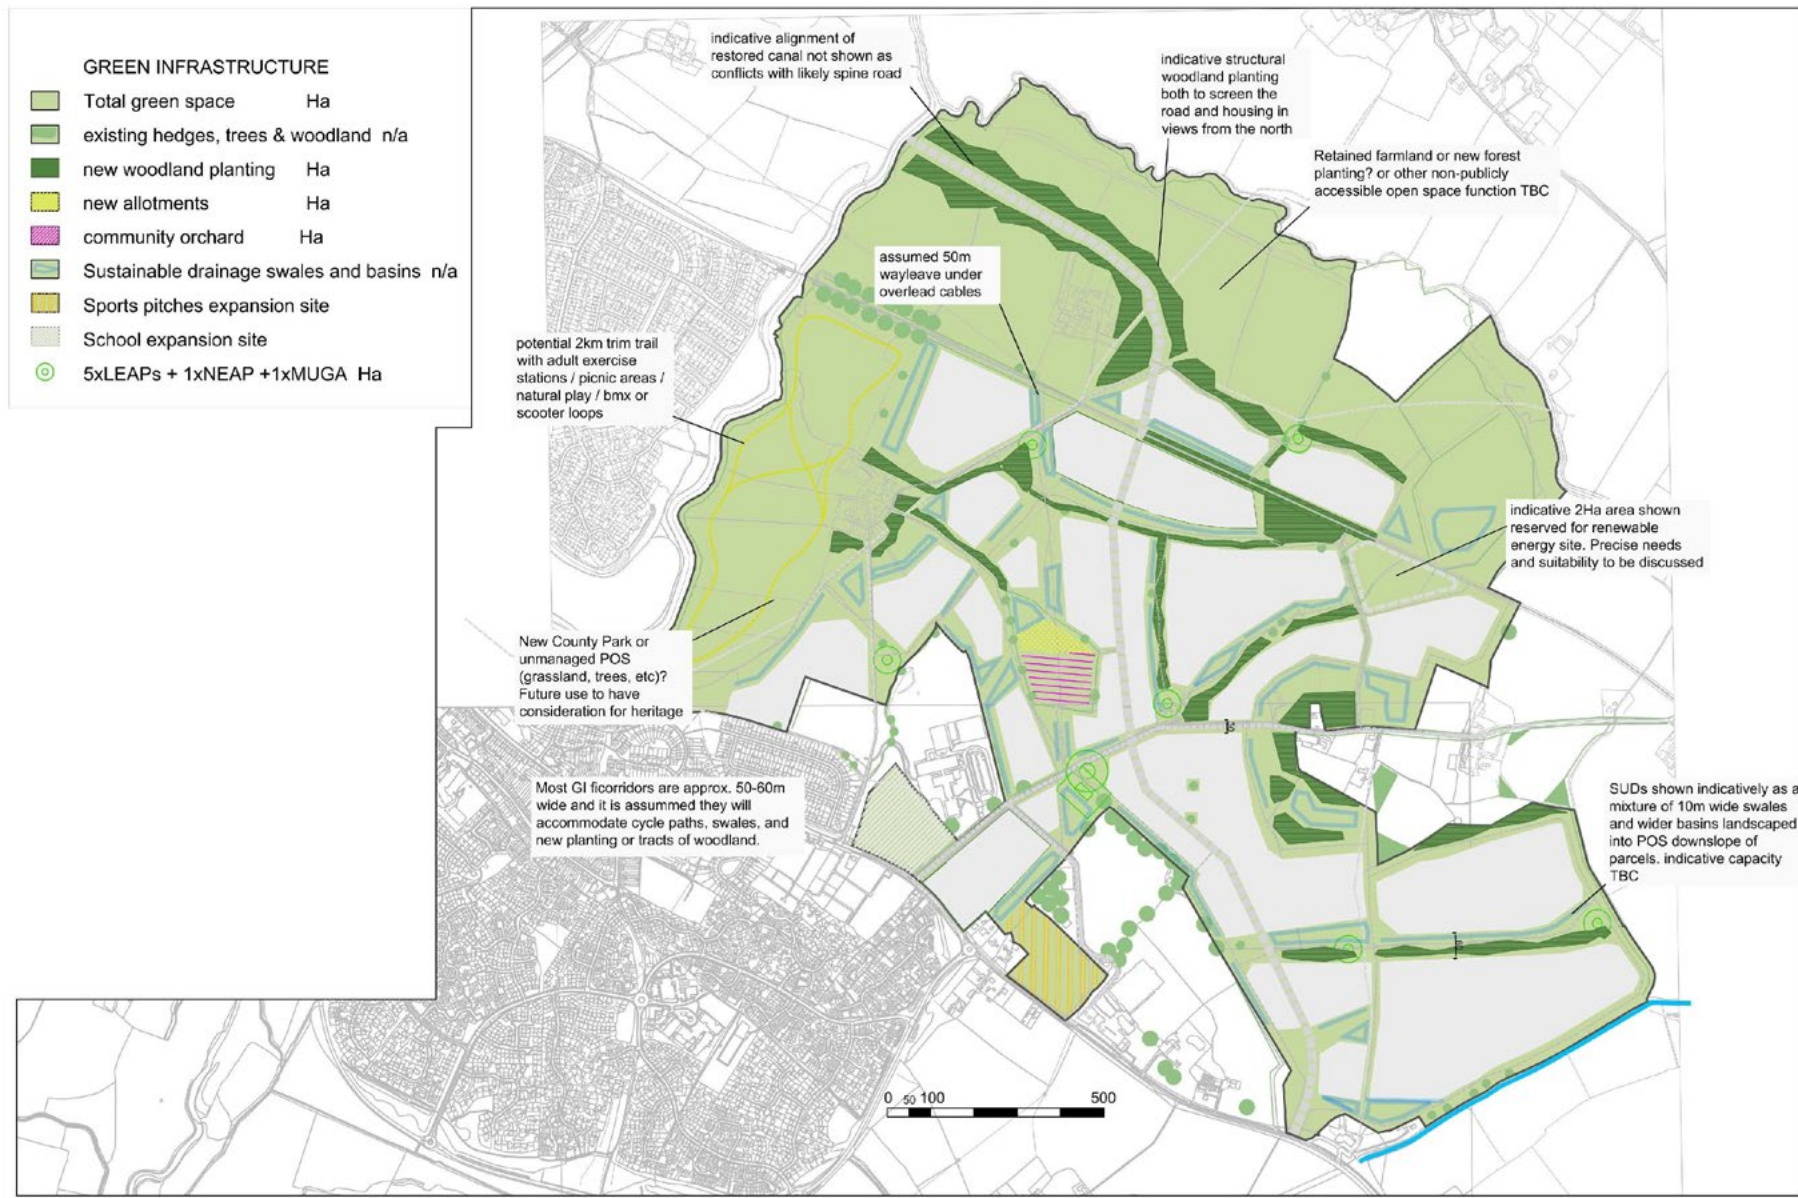 GREEN INFRASTRUCTURE
Total green space Ha
existing hedges, trees & woodland n/a
new woodland planting Ha
new allotments Ha
community orchard Ha
Sustainable drainage swales and basins n/a
Sports pitches expansion site
School expansion site
5xLEAPs + 1xNEAP +1xMUGA Ha
indicative alignment of
restored canal not shown as
conflicts with likely spine road
indicative structural
woodland planting
both to screen the
road and housing in
views from the north
Retained farmland or new forest
planting? or other non-publicly
accessible open space function TBC
assumed 50m
wayleave under
overlead cables
potential 2km trim trail
with adult exercise
stations / picnic areas /
natural play / bmx or
scooter loops
indicative 2Ha area shown
reserved for renewable
energy site. Precise needs
and suitability to be discussed
New County Park or
unmanaged POS
(grassland, trees, etc)?
Future use to have
consideration for heritage
Most GI ficorridors are approx. 50-60m
wide and it is assummed they will
accommodate cycle paths, swales, and
new planting or tracts of woodland.
SUDs shown indicatively as a
mixture of 10m wide swales
and wider basins landscaped
into POS downslope of
parcels. indicative capacity
TBC
0 50 100 500